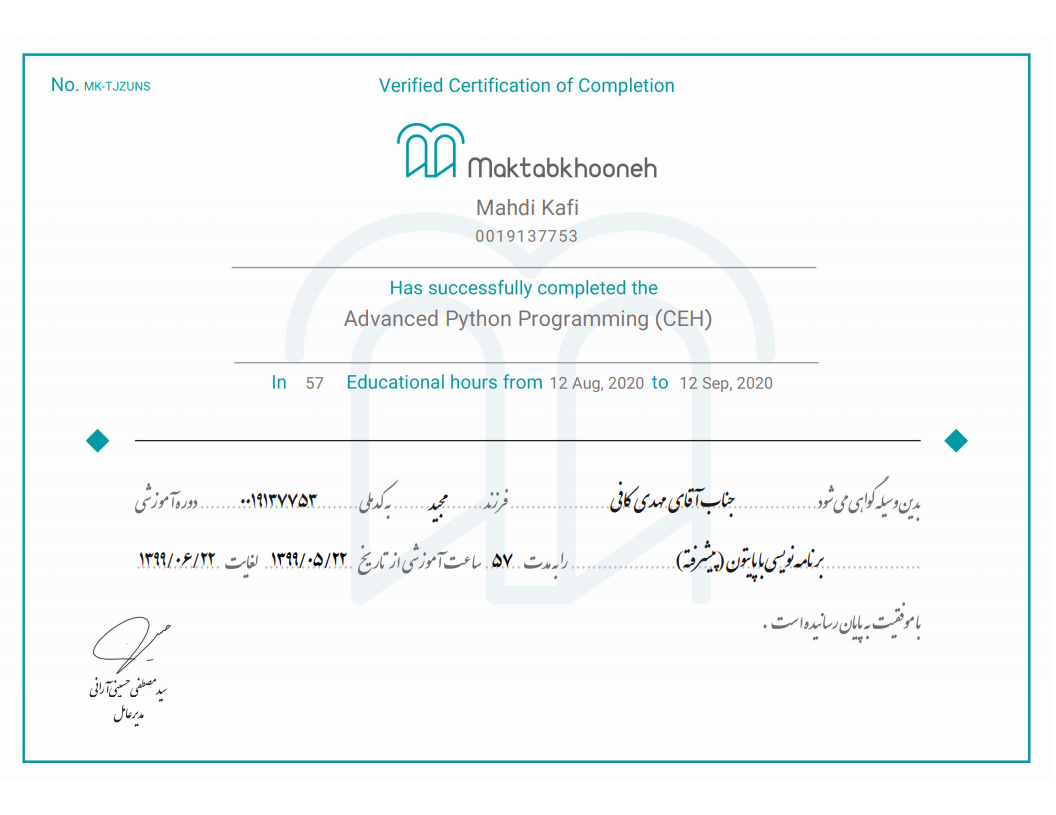 No. MK-TJZUNS
Verified Certification of Completion
Maktabkhooneh
Mahdi Kafi
0019137753
Has successfully completed the
Advanced Python Programming (CEH)
In 57 Educational hours from 12 Aug, 2020 to 12 Sep, 2020
بدین‌وسیله گواهی می‌شود جناب آقای مهدی کافی فرزند مجید به کد ملی ۰۰۱۹۱۳۷۷۵۳ دوره آموزشی
برنامه نویسی با پایتون (پیشرفته) را به مدت ۵۷ ساعت آموزشی از تاریخ ۱۳۹۹/۰۵/۲۲ لغایت ۱۳۹۹/۰۶/۲۲
با موفقیت به پایان رسانیده است .
سید مصطفی حسینی آرانی
مدیرعامل